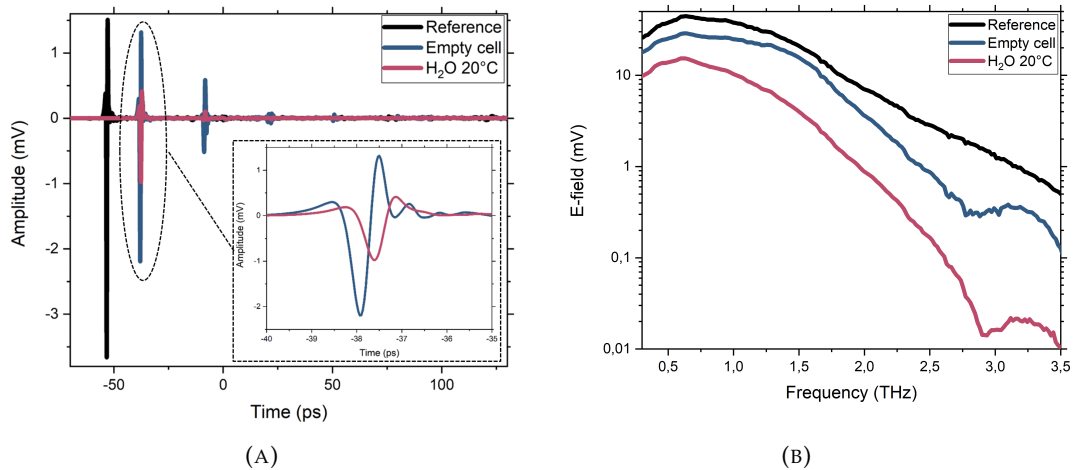 Reference
Empty cell
H₂O 20°C
1
0
-1
-2
-3
Amplitude (mV)
-50
0
50
100
Time (ps)
1
0
-1
-2
Amplitude (mV)
-40
-39
-38
-37
-36
-35
Time (ps)
(A)
Reference
Empty cell
H₂O 20°C
10
1
0,1
0,01
E-field (mV)
0,5
1,0
1,5
2,0
2,5
3,0
3,5
Frequency (THz)
(B)